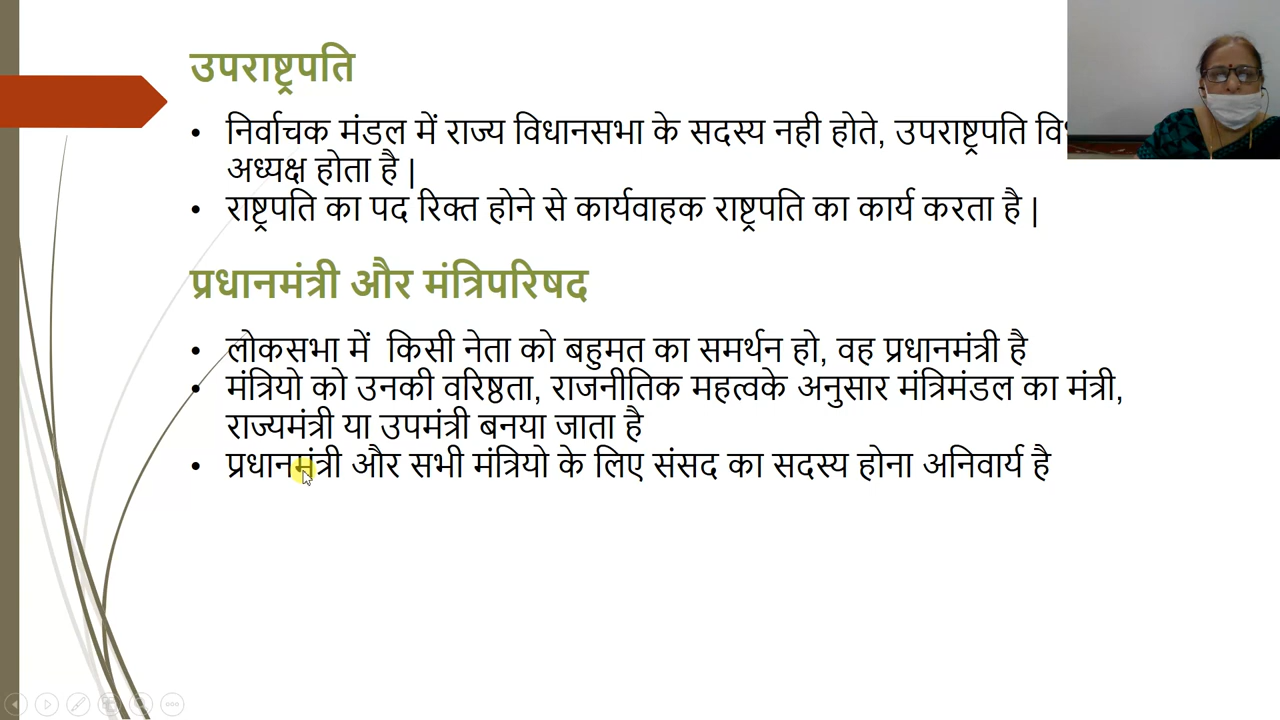 उपराष्ट्रपति
• निर्वाचक मंडल में राज्य विधानसभा के सदस्य नही होते, उपराष्ट्रपति
अध्यक्ष होता है |
• राष्ट्रपति का पद रिक्त होने से कार्यवाहक राष्ट्रपति का कार्य करता है |
प्रधानमंत्री और मंत्रिपरिषद
• लोकसभा में किसी नेता को बहुमत का समर्थन हो, वह प्रधानमंत्री है
• मंत्रियो को उनकी वरिष्ठता, राजनीतिक महत्वके अनुसार मंत्रिमंडल का मंत्री,
राज्यमंत्री या उपमंत्री बनया जाता है
• प्रधानमंत्री और सभी मंत्रियो के लिए संसद का सदस्य होना अनिवार्य है